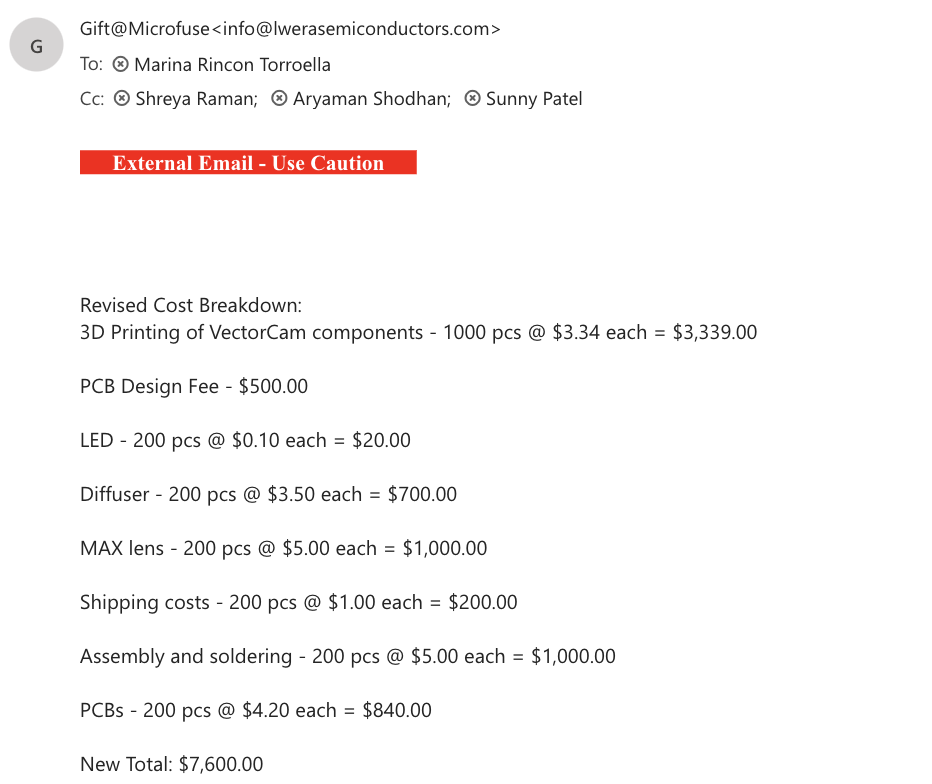 G
Gift@Microfuse<info@lwerasemiconductors.com>
To: Marina Rincon Torroella
Cc: Shreya Raman; Aryaman Shodhan; Sunny Patel
External Email - Use Caution
Revised Cost Breakdown:
3D Printing of VectorCam components - 1000 pcs @ $3.34 each = $3,339.00
PCB Design Fee - $500.00
LED - 200 pcs @ $0.10 each = $20.00
Diffuser - 200 pcs @ $3.50 each = $700.00
MAX lens - 200 pcs @ $5.00 each = $1,000.00
Shipping costs - 200 pcs @ $1.00 each = $200.00
Assembly and soldering - 200 pcs @ $5.00 each = $1,000.00
PCBs - 200 pcs @ $4.20 each = $840.00
New Total: $7,600.00